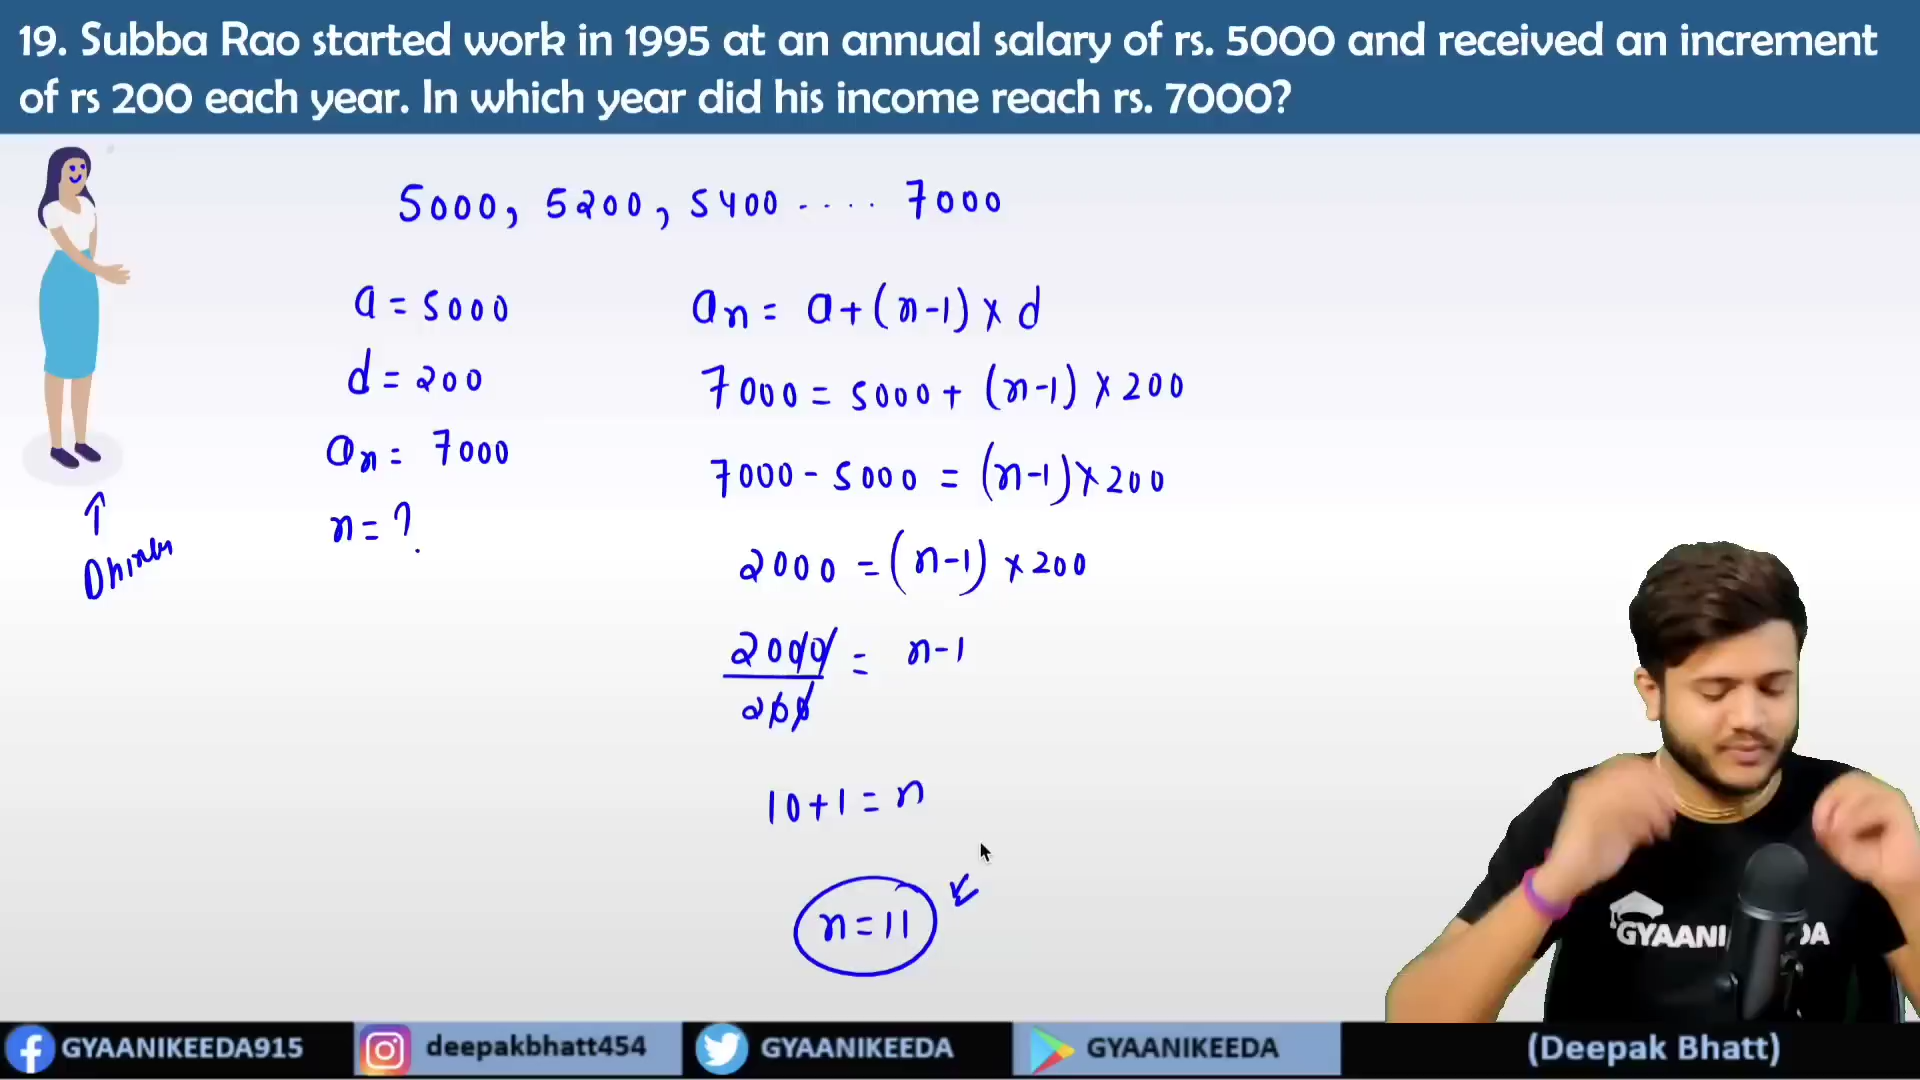 19. Subba Rao started work in 1995 at an annual salary of rs. 5000 and received an increment
of rs 200 each year. In which year did his income reach rs. 7000?
5000, 5200, 5400 .... 7000
a = 5000
d = 200
an = 7000
n = ?
an = a+(n-1) × d
7000 = 5000 + (n-1) × 200
7000 - 5000 = (n-1)×200
2000 = (n-1) ×200
2000/200 = n-1
10+1 = n
n = 11
GYAANI DA
GYAANIKEEDA915
deepakbhatt454
GYAANIKEEDA
GYAANIKEEDA
(Deepak Bhatt)